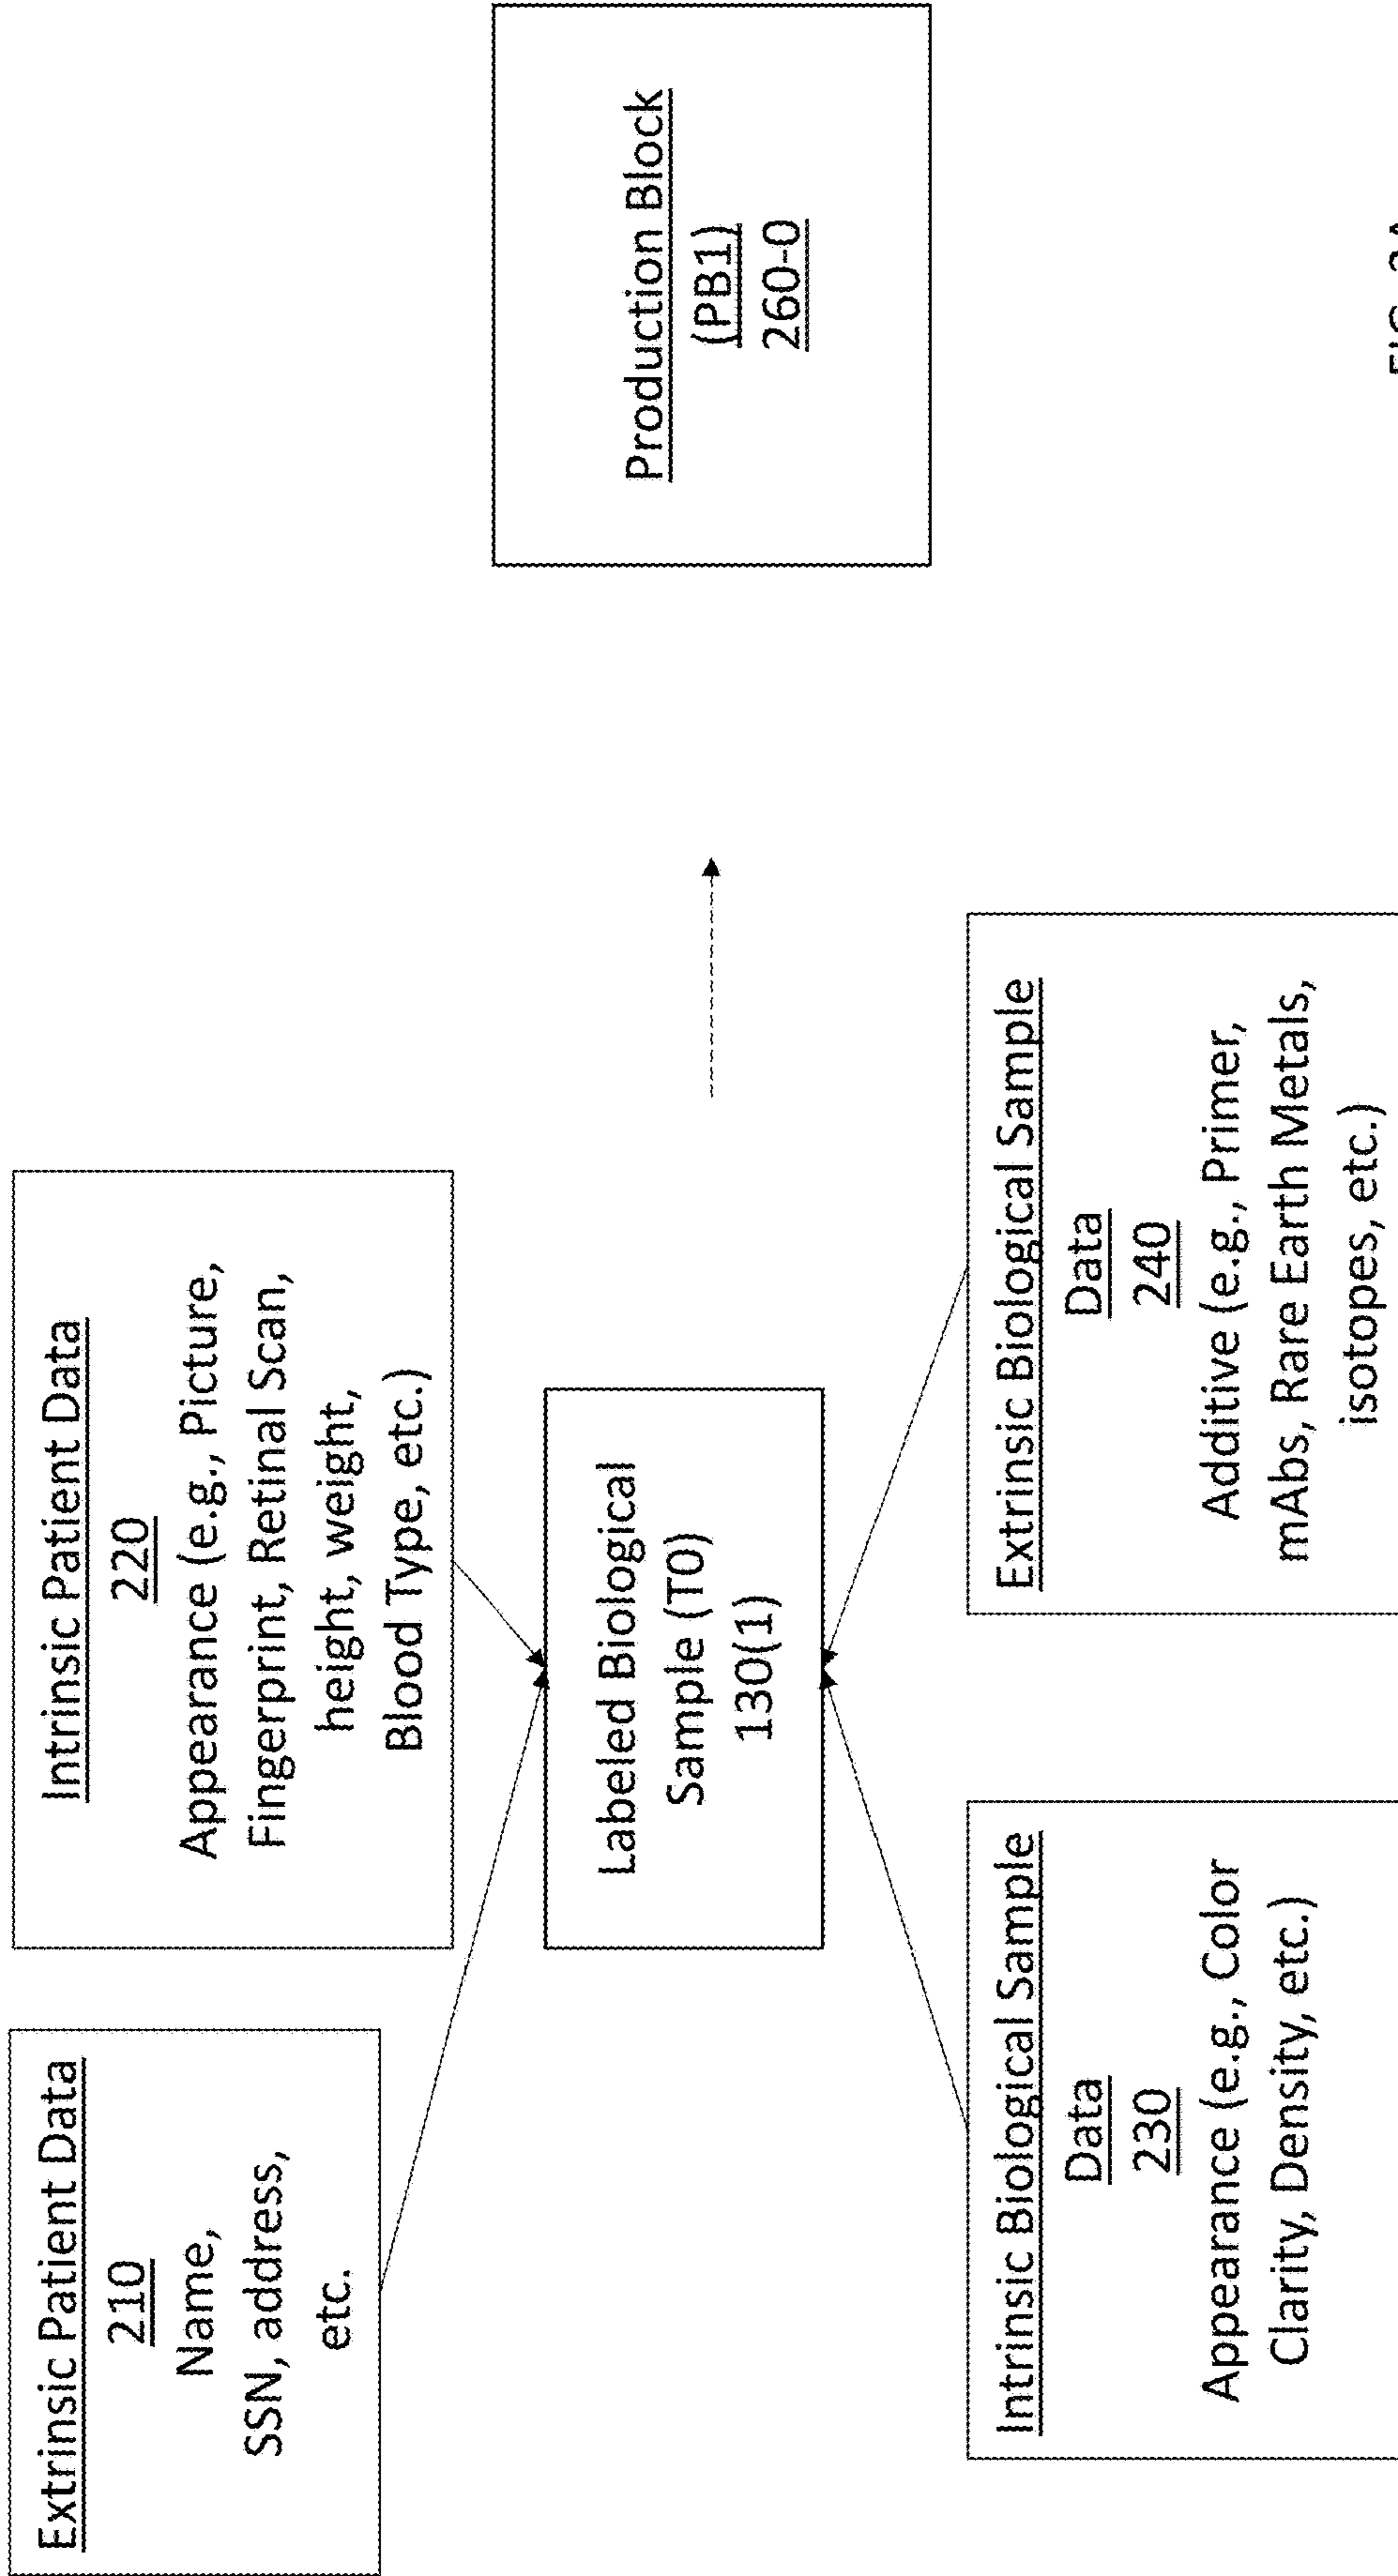 Extrinsic Patient Data
210
Name,
SSN, address,
etc.
Intrinsic Patient Data
220
Appearance (e.g., Picture,
Fingerprint, Retinal Scan,
height, weight,
Blood Type, etc.)
Labeled Biological
Sample (T0)
130(1)
Production Block
(PB1)
260-0
Intrinsic Biological Sample
Data
230
Appearance (e.g., Color
Clarity, Density, etc.)
Extrinsic Biological Sample
Data
240
Additive (e.g., Primer,
mAbs, Rare Earth Metals,
isotopes, etc.)